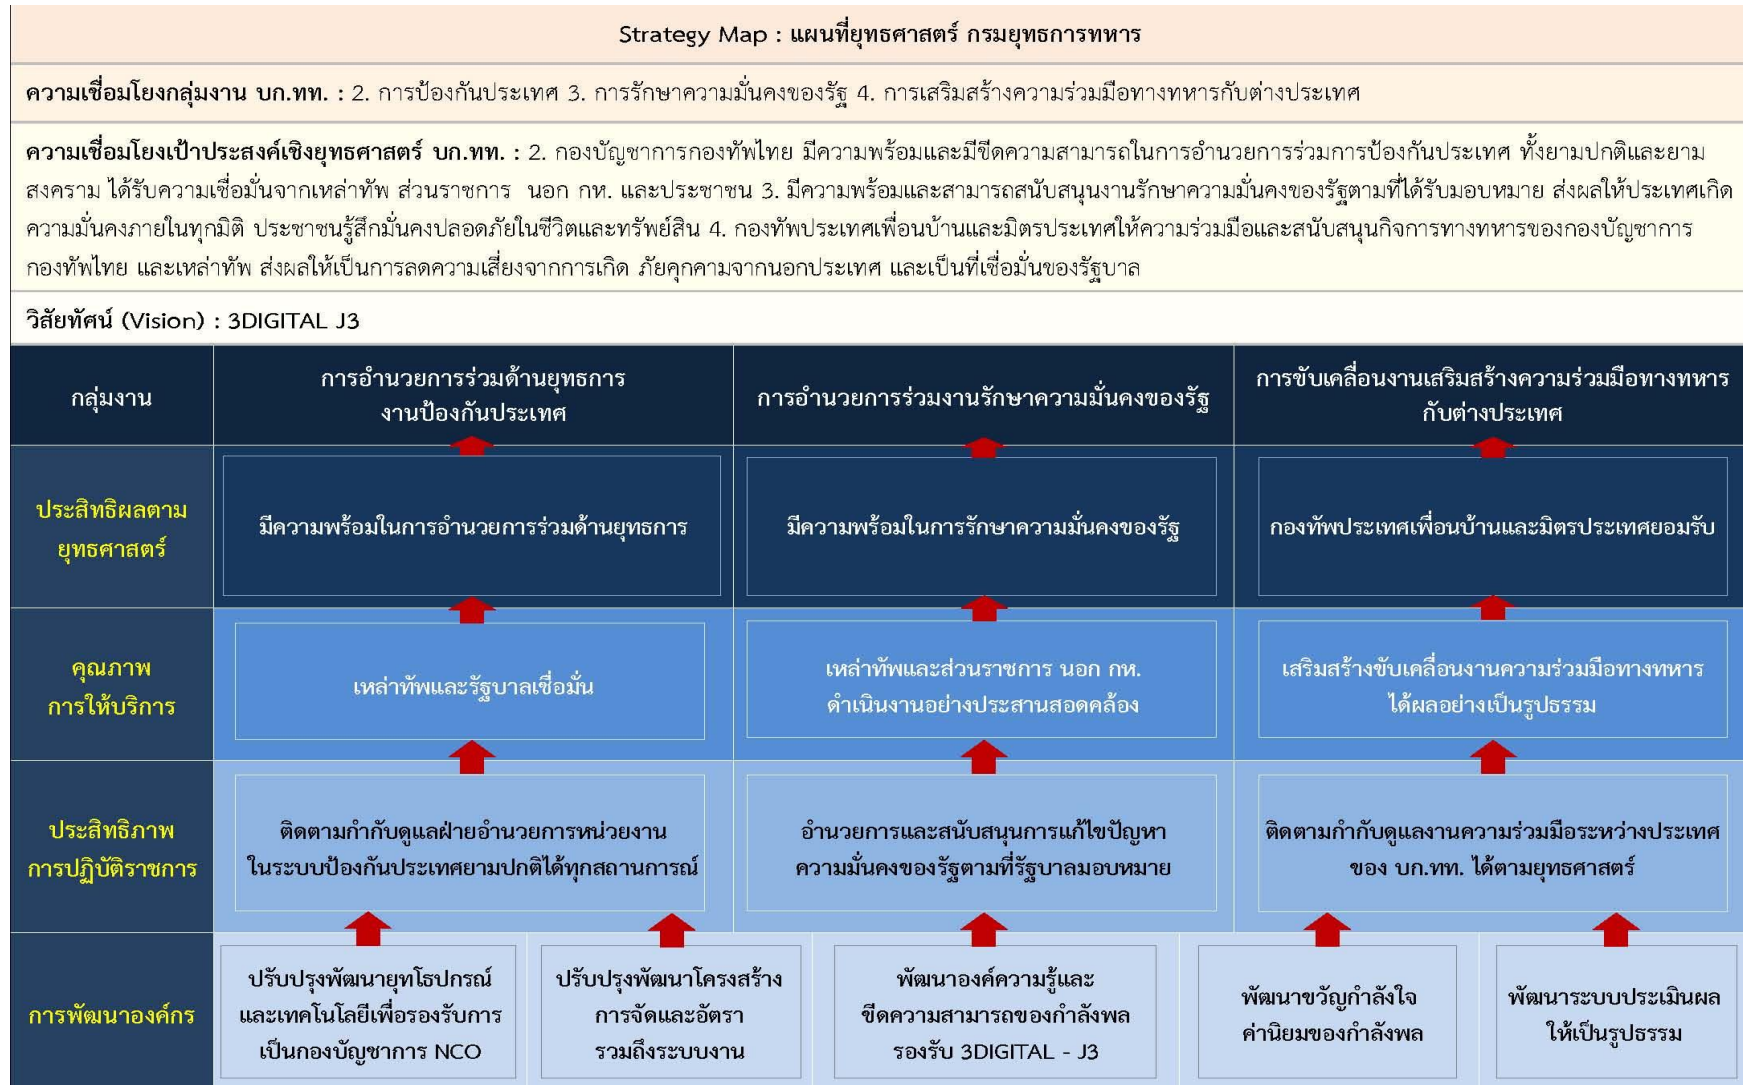 Strategy Map : แผนที่ยุทธศาสตร์ กรมยุทธการทหาร
ความเชื่อมโยงกลุ่มงาน บก.ทท. : 2. การป้องกันประเทศ 3. การรักษาความมั่นคงของรัฐ 4. การเสริมสร้างความร่วมมือทางทหารกับต่างประเทศ
ความเชื่อมโยงเป้าประสงค์เชิงยุทธศาสตร์ บก.ทท. : 2. กองบัญชาการกองทัพไทย มีความพร้อมและมีขีดความสามารถในการอำนวยการร่วมการป้องกันประเทศ ทั้งยามปกติและยาม
สงคราม ได้รับความเชื่อมั่นจากเหล่าทัพ ส่วนราชการ นอก กห. และประชาชน 3. มีความพร้อมและสามารถสนับสนุนงานรักษาความมั่นคงของรัฐตามที่ได้รับมอบหมาย ส่งผลให้ประเทศเกิด
ความมั่นคงภายในทุกมิติ ประชาชนรู้สึกมั่นคงปลอดภัยในชีวิตและทรัพย์สิน 4. กองทัพประเทศเพื่อนบ้านและมิตรประเทศให้ความร่วมมือและสนับสนุนกิจการทางทหารของกองบัญชาการ
กองทัพไทย และเหล่าทัพ ส่งผลให้เป็นการลดความเสี่ยงจากการเกิด ภัยคุกคามจากนอกประเทศ และเป็นที่เชื่อมั่นของรัฐบาล
วิสัยทัศน์ (Vision) : 3DIGITAL J3
กลุ่มงาน
การอำนวยการร่วมด้านยุทธการ
งานป้องกันประเทศ
การอำนวยการร่วมงานรักษาความมั่นคงของรัฐ
การขับเคลื่อนงานเสริมสร้างความร่วมมือทางทหาร
กับต่างประเทศ
ประสิทธิผลตาม
ยุทธศาสตร์
มีความพร้อมในการอำนวยการร่วมด้านยุทธการ
มีความพร้อมในการรักษาความมั่นคงของรัฐ
กองทัพประเทศเพื่อนบ้านและมิตรประเทศยอมรับ
คุณภาพ
การให้บริการ
เหล่าทัพและรัฐบาลเชื่อมั่น
เหล่าทัพและส่วนราชการ นอก กห.
ดำเนินงานอย่างประสานสอดคล้อง
เสริมสร้างขับเคลื่อนงานความร่วมมือทางทหาร
ได้ผลอย่างเป็นรูปธรรม
ประสิทธิภาพ
การปฏิบัติราชการ
ติดตามกำกับดูแลฝ่ายอำนวยการหน่วยงาน
ในระบบป้องกันประเทศยามปกติได้ทุกสถานการณ์
อำนวยการและสนับสนุนการแก้ไขปัญหา
ความมั่นคงของรัฐตามที่รัฐบาลมอบหมาย
ติดตามกำกับดูแลงานความร่วมมือระหว่างประเทศ
ของ บก.ทท. ได้ตามยุทธศาสตร์
การพัฒนาองค์กร
ปรับปรุงพัฒนายุทโธปกรณ์
และเทคโนโลยีเพื่อรองรับการ
เป็นกองบัญชาการ NCO
ปรับปรุงพัฒนาโครงสร้าง
การจัดและอัตรา
รวมถึงระบบงาน
พัฒนาองค์ความรู้และ
ขีดความสามารถของกำลังพล
รองรับ 3DIGITAL - J3
พัฒนาขวัญกำลังใจ
ค่านิยมของกำลังพล
พัฒนาระบบประเมินผล
ให้เป็นรูปธรรม